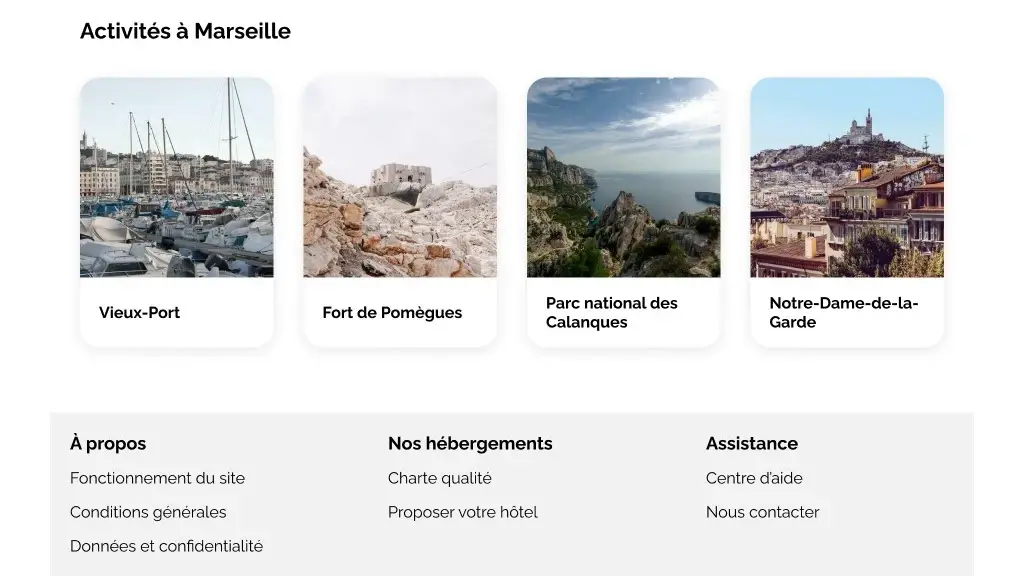 Activités à Marseille
Vieux-Port
Fort de Pomègues
Parc national des
Calanques
Notre-Dame-de-la-
Garde
À propos
Fonctionnement du site
Conditions générales
Données et confidentialité
Nos hébergements
Charte qualité
Proposer votre hôtel
Assistance
Centre d’aide
Nous contacter